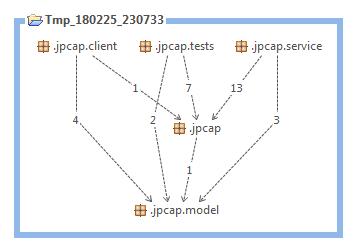 Tmp_180225_230733
.jpcap.client .jpcap.tests .jpcap.service
1 7 13
.jpcap
4 2 3
1
.jpcap.model